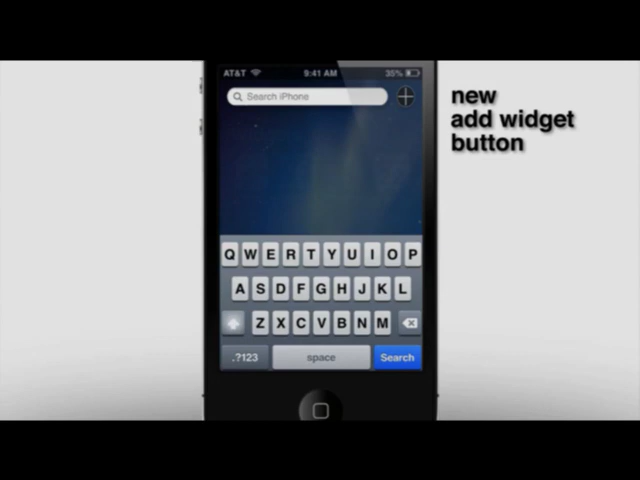 AT&T 9:41 AM 35%
Search iPhone
new
add widget
button
Q W E R T Y U I O P
A S D F G H J K L
Z X C V B N M
.?123 space Search